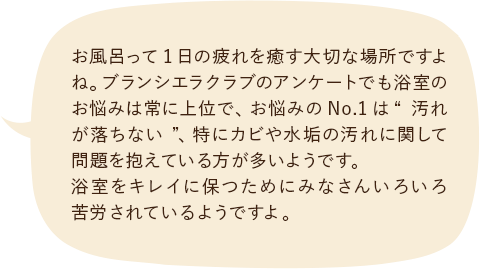 お風呂って1日の疲れを癒す大切な場所ですよ
ね。ブランシエラクラブのアンケートでも浴室の
お悩みは常に上位で、お悩みのNo.1は“ 汚れ
が落ちない ”、特にカビや水垢の汚れに関して
問題を抱えている方が多いようです。
浴室をキレイに保つためにみなさんいろいろ
苦労されているようですよ。